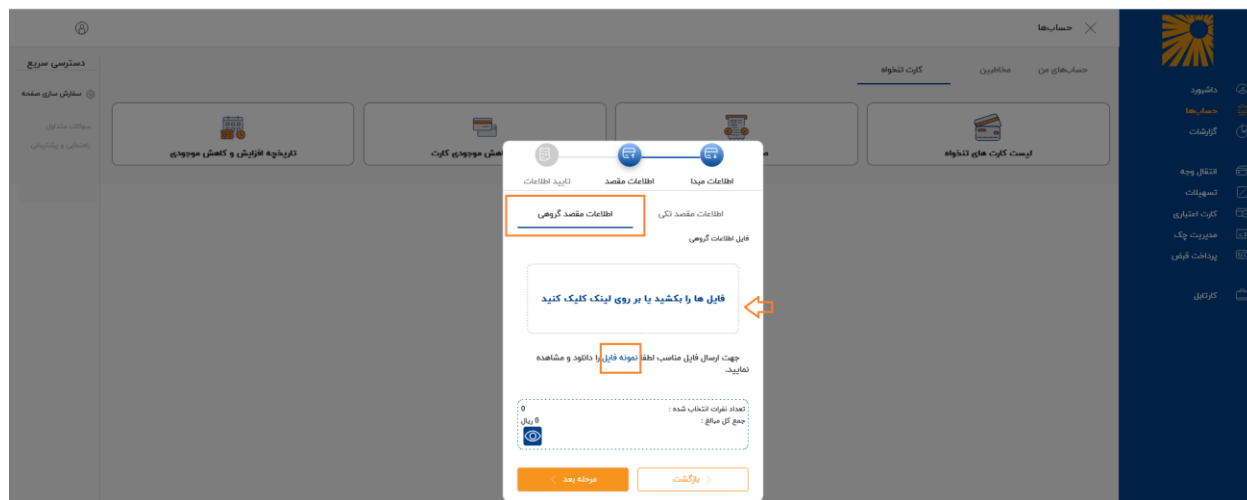 حساب‌ها
دسترسی سریع
سفارش سازی صفحه
سوالات متداول
راهنمایی و پشتیبانی
حساب‌های من
مخاطبین
کارت تنخواه
لیست کارت های تنخواه
کاهش موجودی کارت
تاریخچه افزایش و کاهش موجودی
داشبورد
حساب‌ها
گزارشات
انتقال وجه
تسهیلات
کارت اعتباری
مدیریت چک
پرداخت قبض
کارتابل
اطلاعات مبدا
اطلاعات مقصد
تایید اطلاعات
اطلاعات مقصد تکی
اطلاعات مقصد گروهی
فایل اطلاعات گروهی
فایل ها را بکشید یا بر روی لینک کلیک کنید
جهت ارسال فایل مناسب لطفا نمونه فایل را دانلود و مشاهده
نمایید.
تعداد نفرات انتخاب شده : 0
جمع کل مبالغ : 0 ریال
بازگشت
مرحله بعد